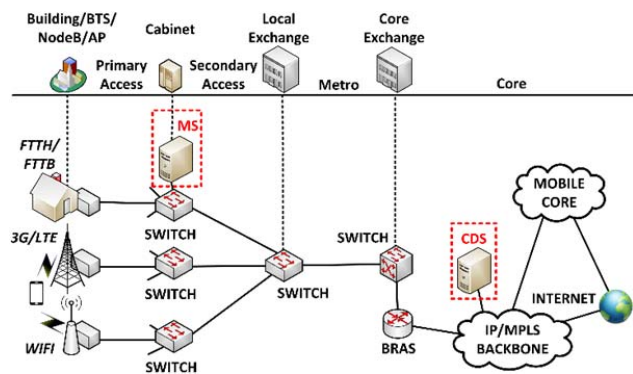 Building/BTS/
NodeB/AP
Cabinet
Local
Exchange
Core
Exchange
Primary
Access
Secondary
Access
Metro
Core
MS
FTTH/
FTTB
SWITCH
MOBILE
CORE
3G/LTE
SWITCH
SWITCH
SWITCH
CDS
INTERNET
WIFI
SWITCH
BRAS
IP/MPLS
BACKBONE